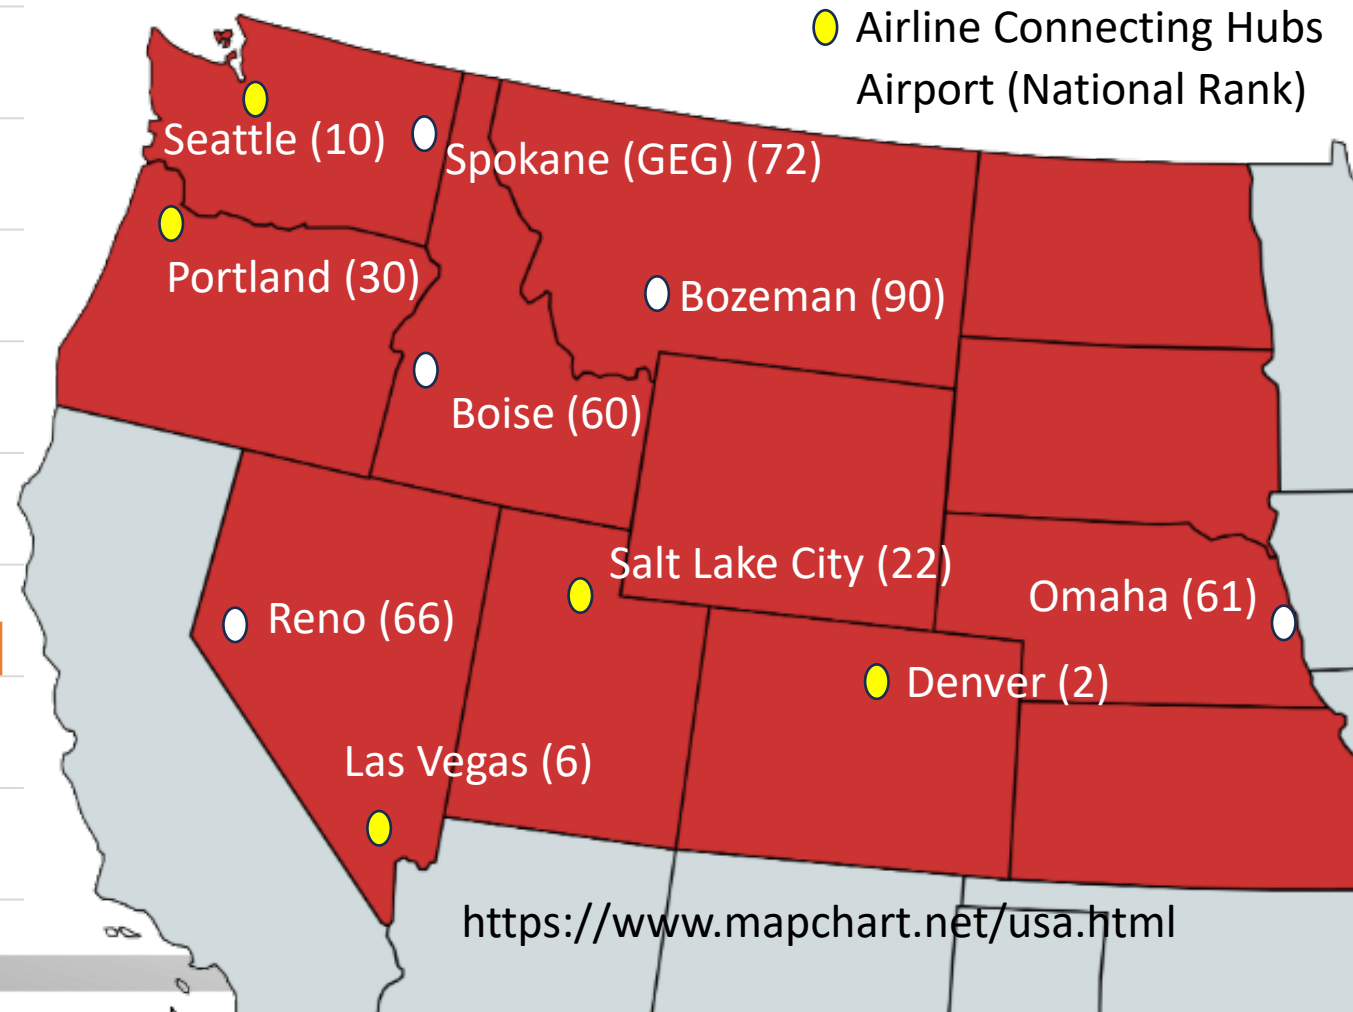 Airline Connecting Hubs
Airport (National Rank)
Seattle (10)
Spokane (GEG) (72)
Portland (30)
Bozeman (90)
Boise (60)
Salt Lake City (22)
Omaha (61)
Reno (66)
Denver (2)
Las Vegas (6)
https://www.mapchart.net/usa.html